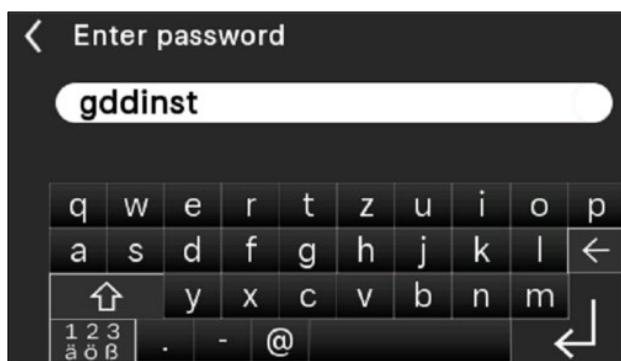 Enter password
gddinst
q w e r t z u i o p
a s d f g h j k l
y x c v b n m
1 2 3
ä ö ß . - @